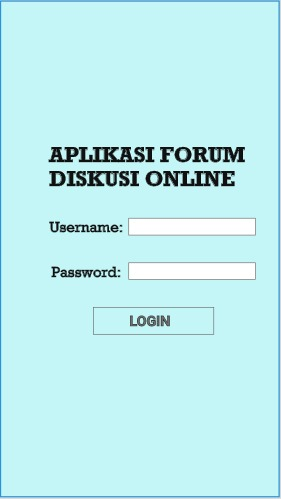 APLIKASI FORUM
DISKUSI ONLINE
Username:
Password:
LOGIN